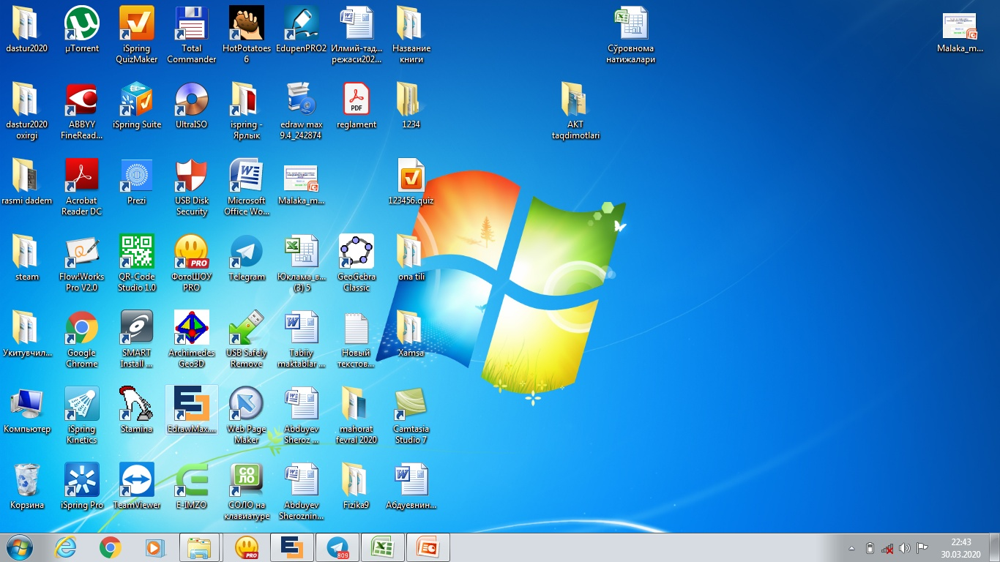 dastur2020
µTorrent
iSpring
QuizMaker
Total
Commander
HotPotatoes
6
EdupenPRO2
Илмий-тад...
режаси202...
Название
книги
Сўровнома
натижалари
Malaka_m...
dastur2020
oxirgi
ABBYY
FineRead...
iSpring Suite
UltraISO
ispring -
Ярлык
edraw max
9.4_242874
PDF
reglament
1234
AKT
taqdimotlari
rasmi dadem
Acrobat
Reader DC
Prezi
USB Disk
Security
Microsoft
Office Wo...
Malaka_m...
123456.quiz
steam
Flow!Works
Pro V2.0
QR-Code
Studio 1.0
PRO
ФотоШОУ
PRO
Telegram
Юклама_в...
(3) 5
GeoGebra
Classic
ona tili
Укитувчил...
Google
Chrome
SMART
Install ...
Archimedes
Geo3D
USB Safely
Remove
Tabiiy
maktablar ...
Новый
текстов...
Xamsa
Компьютер
iSpring
Kinetics
Stamina
EdrawMax....
Web Page
Maker
Abduyev
Sheroz ...
mahorat
fevral 2020
Camtasia
Studio 7
Корзина
iSpring Pro
TeamViewer
E-IMZO
СО
ЛО
СОЛО на
клавиатуре
Abduyev
Sheroznin...
Fizika9
Абдуевнин...
PRO
809
22:43
30.03.2020